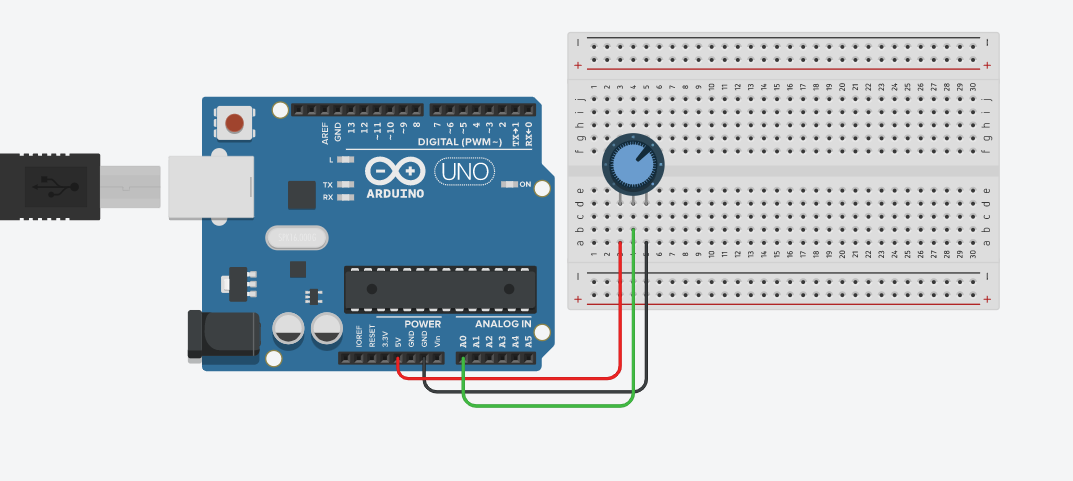 AREF
GND
13
12
~11
~10
~9
8
7
~6
~5
4
~3
2
TX→1
RX←0
DIGITAL (PWM~)
L
TX
RX
ARDUINO
UNO
ON
POWER
ANALOG IN
IOREF
RESET
3.3V
5V
GND
GND
Vin
A0
A1
A2
A3
A4
A5
1 2 3 4 5 6 7 8 9 10 11 12 13 14 15 16 17 18 19 20 21 22 23 24 25 26 27 28 29 30
j j
i i
h h
g g
f f
e e
d d
c c
b b
a a
1 2 3 4 5 6 7 8 9 10 11 12 13 14 15 16 17 18 19 20 21 22 23 24 25 26 27 28 29 30